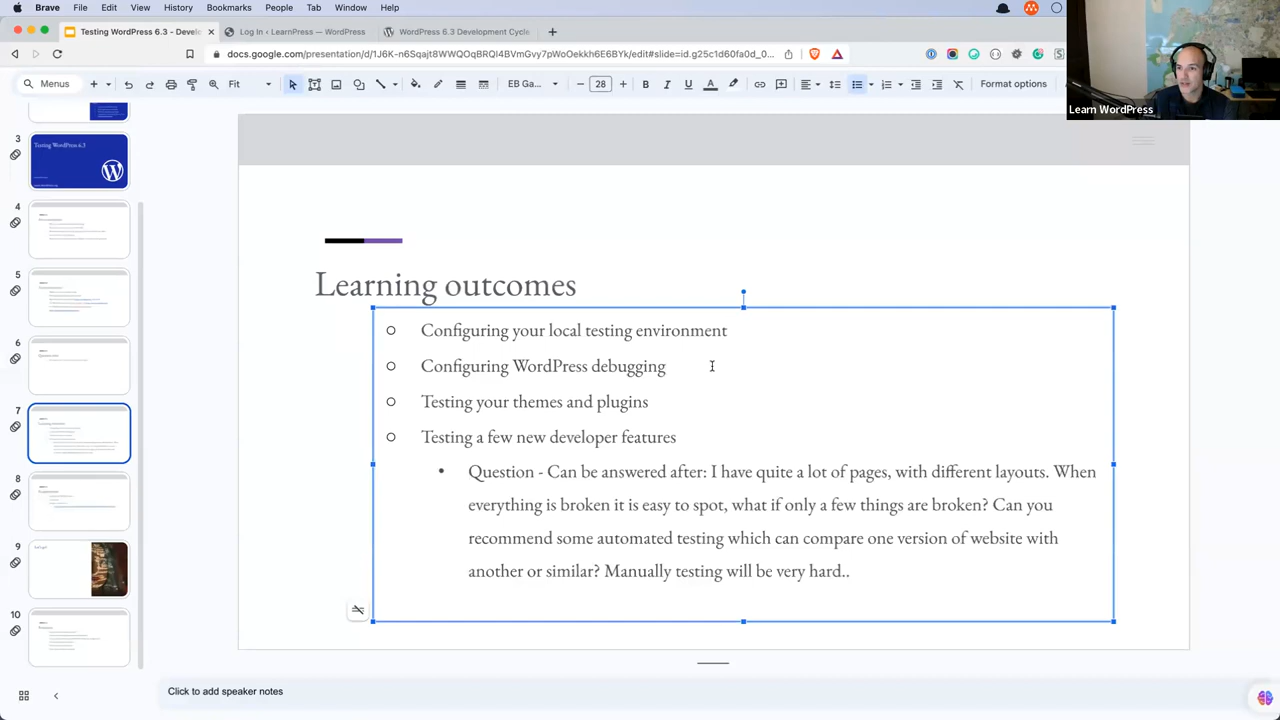 Brave File Edit View History Bookmarks People Tab Window Help
Testing WordPress 6.3 - Devel Log In ‹ LearnPress — WordPress WordPress 6.3 Development Cycle
Menus Fit EB Gar... 28 Format options
Learn WordPress
4
5
6
7
8
9
10
Testing WordPress 6.3
Learning outcomes
Configuring your local testing environment
Configuring WordPress debugging
Testing your themes and plugins
Testing a few new developer features
Question - Can be answered after: I have quite a lot of pages, with different layouts. When
everything is broken it is easy to spot, what if only a few things are broken? Can you
recommend some automated testing which can compare one version of website with
another or similar? Manually testing will be very hard..
Click to add speaker notes